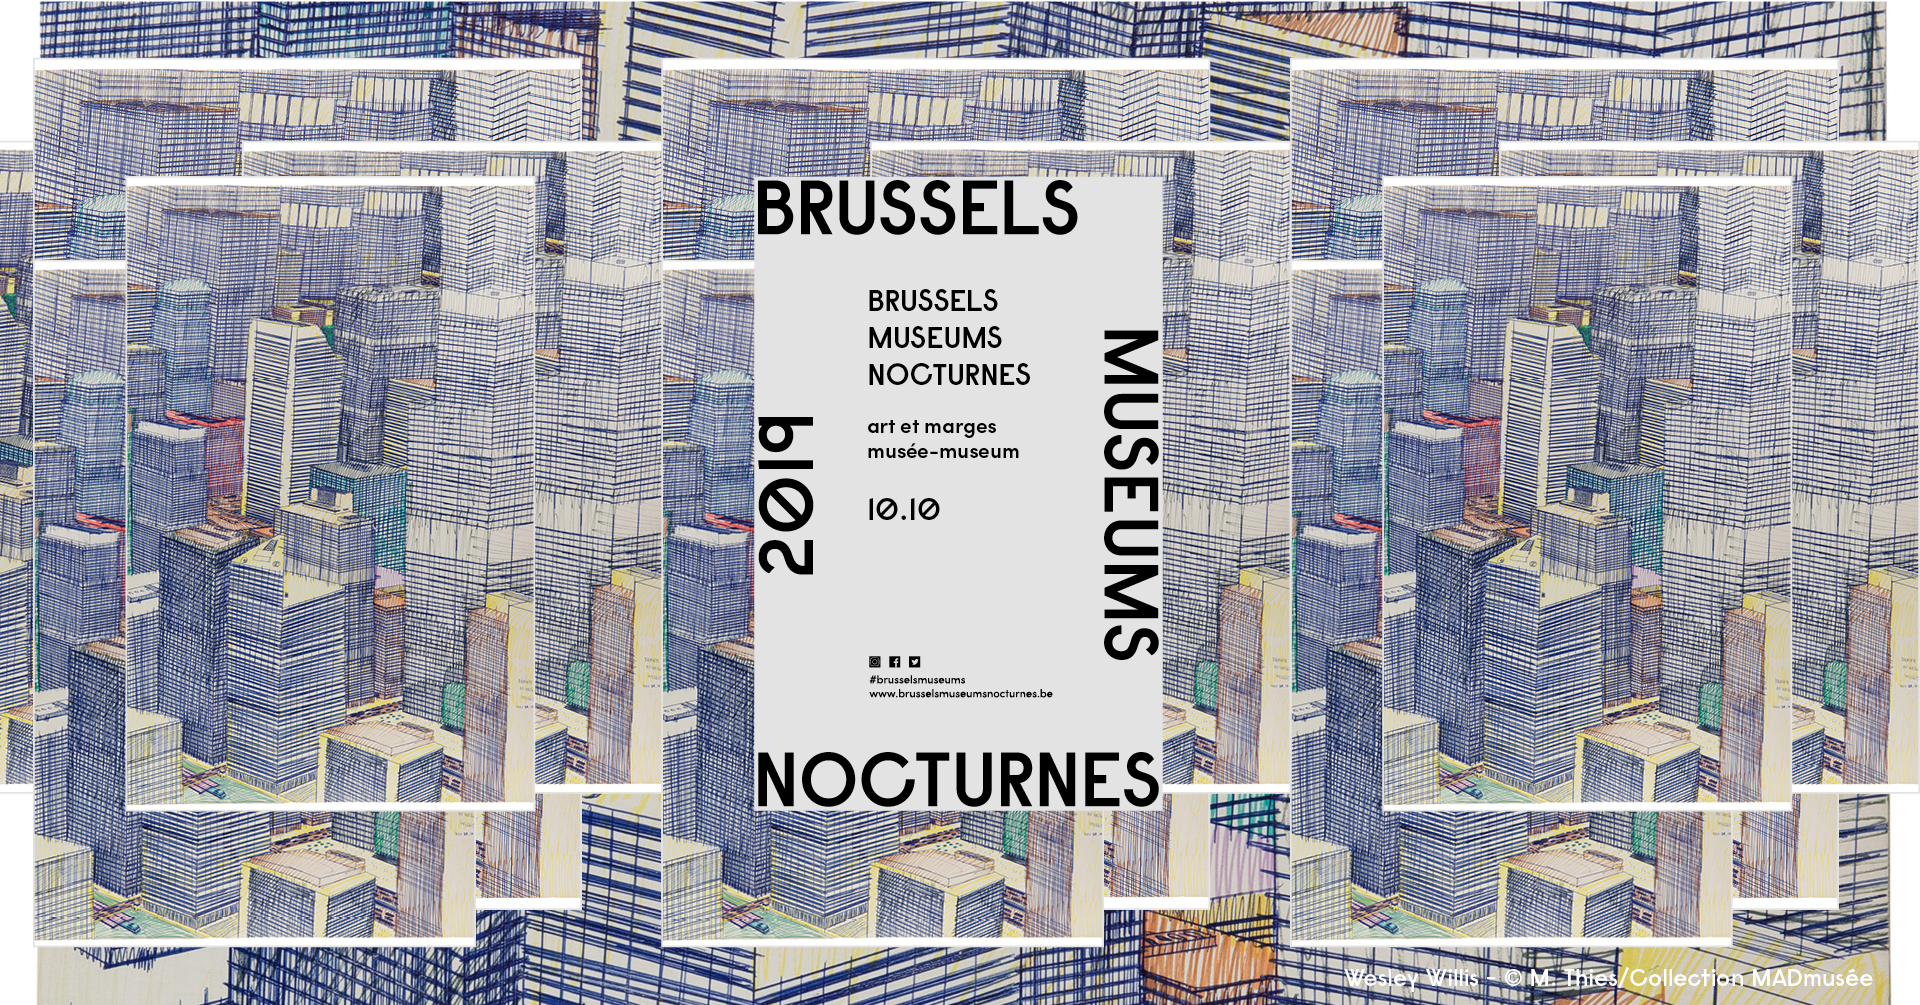 BRUSSELS
BRUSSELS
MUSEUMS
NOCTURNES
art et marges
musée-museum
10.10
2019
MUSEUMS
#brusselsmuseums
www.brusselsmuseumsnocturnes.be
NOCTURNES
Wesley Willis - © M. Thies/Collection MADmusée